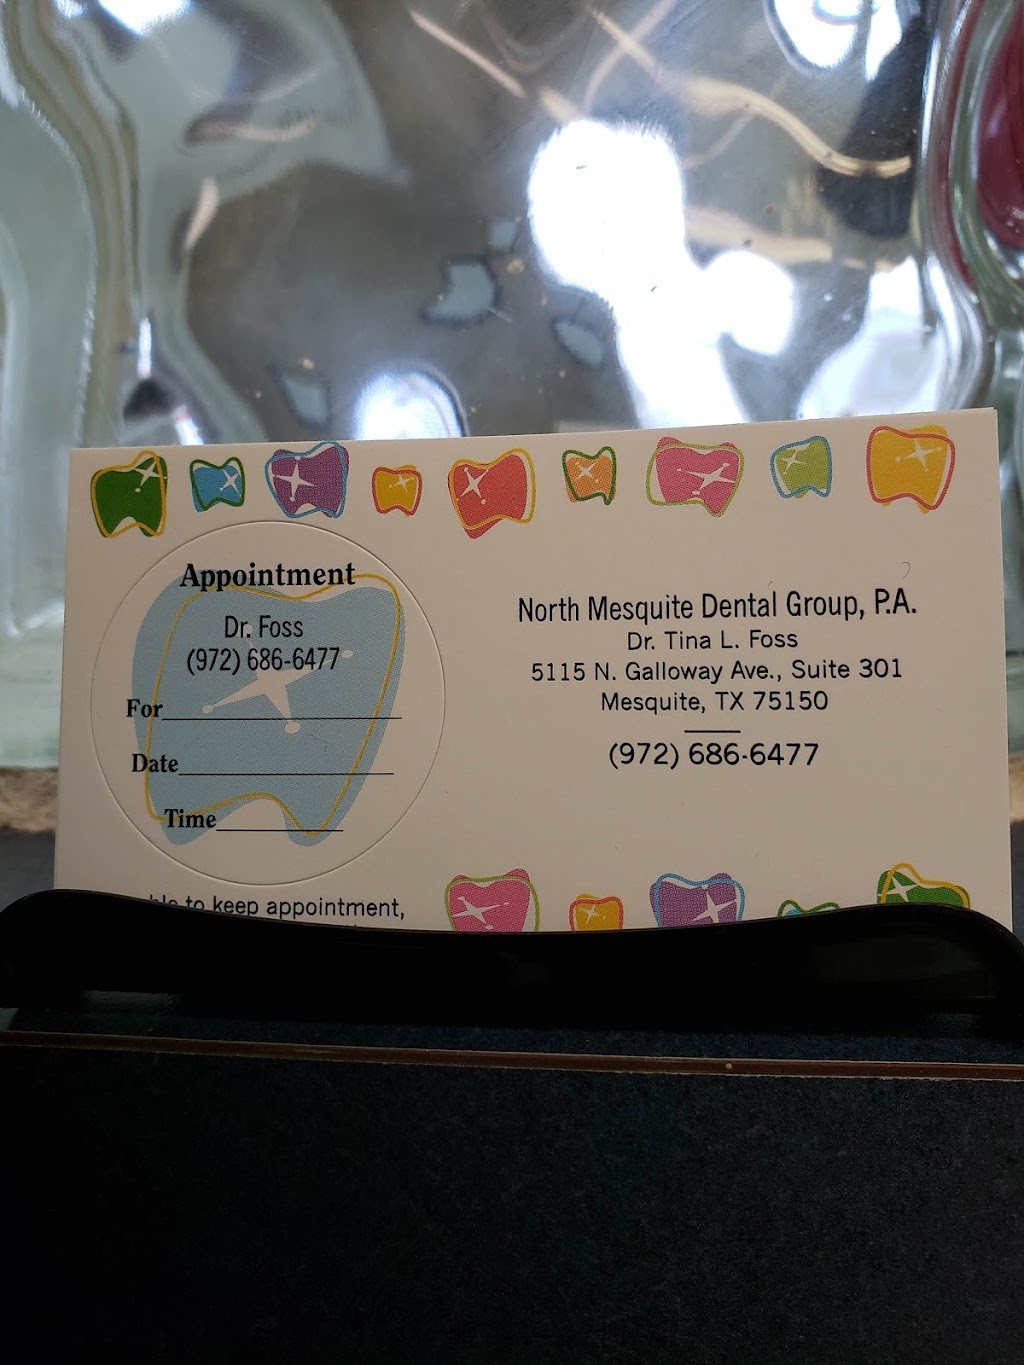 Appointment
Dr. Foss
(972) 686-6477
For
Date
Time
to keep appointment,
North Mesquite Dental Group, P.A.
Dr. Tina L. Foss
5115 N. Galloway Ave., Suite 301
Mesquite, TX 75150
(972) 686-6477